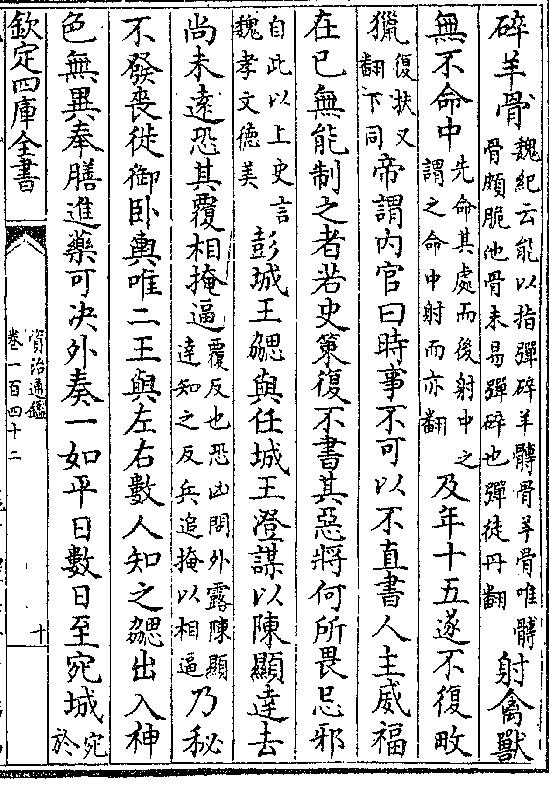 碎羊骨魏紀云能以指彈碎羊髆骨羊骨唯髆骨頗脆他骨未易彈碎也彈徒丹翻射禽獸
無不命中先命其處而後射中之謂之命中射而亦翻及年十五遂不復畋
獵復扶又翻下同帝謂内官曰時事不可以不直書人主威福
在已無能制之者若史策復不書其惡將何所畏忌邪
自此以上史言魏孝文德美彭城王勰與任城王澄謀以陳顯達去
尚未遠恐其覆相掩逼覆反也恐凶問外露陳顯達知之反兵追掩以相逼乃秘
不發喪徙御卧輿唯二王與左右數人知之勰出入神
色無異奉膳進藥可决外奏一如平日數日至宛城宛於
欽定四庫全書
資治通鑑
卷一百四十二
十